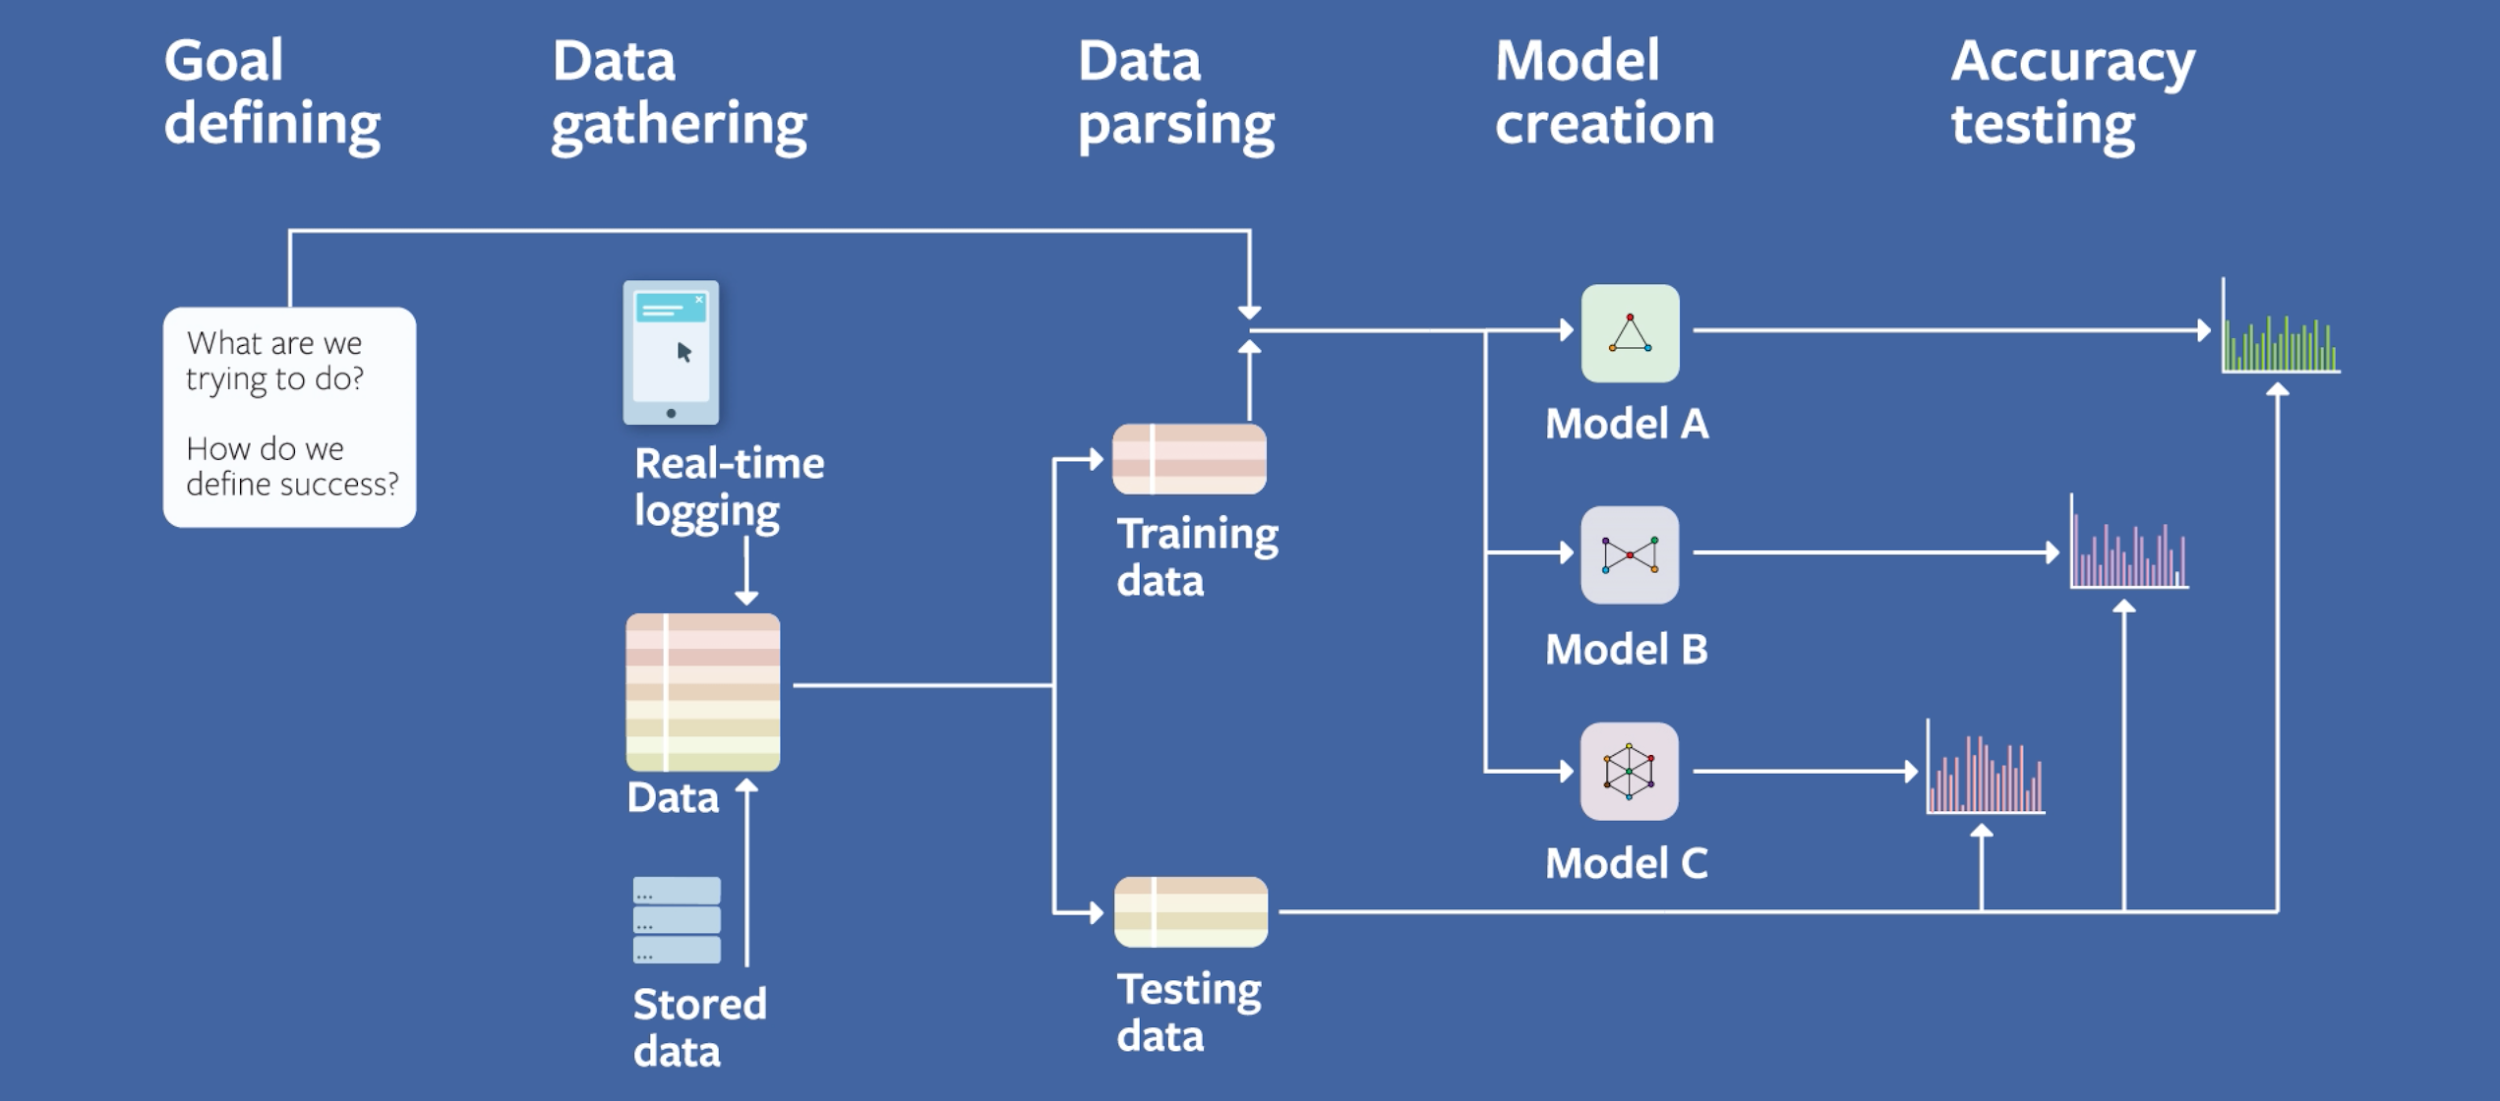 Goal
defining
Data
gathering
Data
parsing
Model
creation
Accuracy
testing
What are we
trying to do?
How do we
define success?
Real-time
logging
Data
Stored
data
Training
data
Testing
data
Model A
Model B
Model C